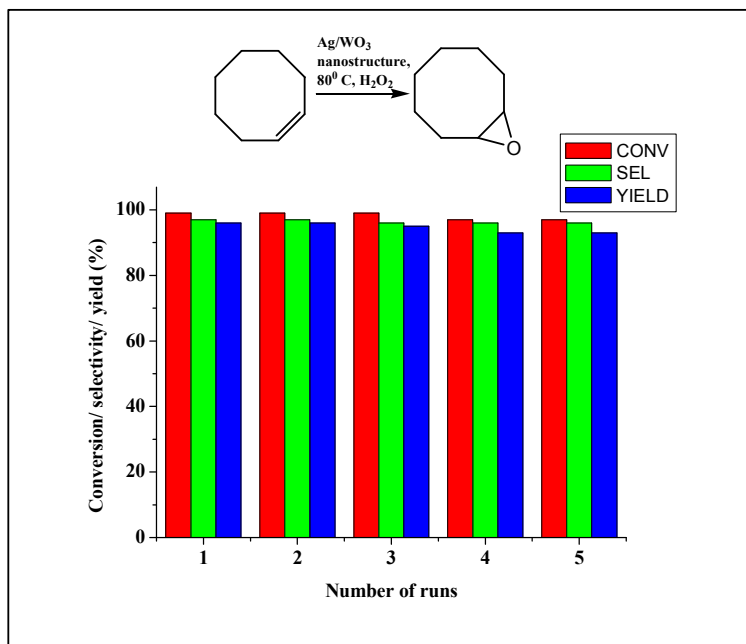 Ag/WO₃
nanostructure,
80⁰ C, H₂O₂
O
CONV
SEL
YIELD
Conversion/ selectivity/ yield (%)
100
80
60
40
20
0
1 2 3 4 5
Number of runs